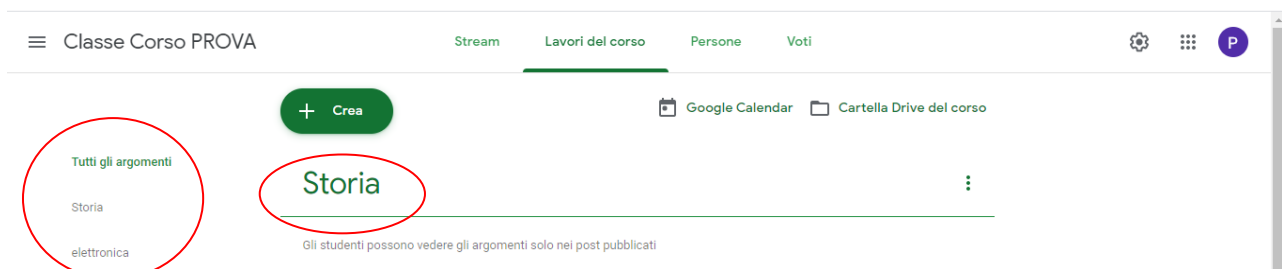 Classe Corso PROVA
Stream Lavori del corso Persone Voti
P
Crea
Google Calendar Cartella Drive del corso
Tutti gli argomenti
Storia
elettronica
Storia
Gli studenti possono vedere gli argomenti solo nei post pubblicati